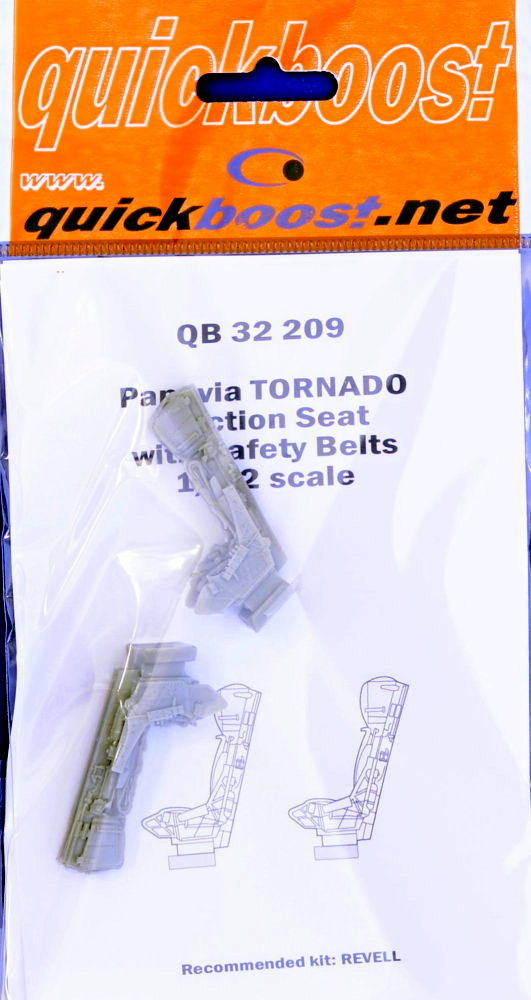 quickboost
www.
quickboost.net
QB 32 209
TORNADO
Seat
Belts
scale
Recommended kit: REVELL